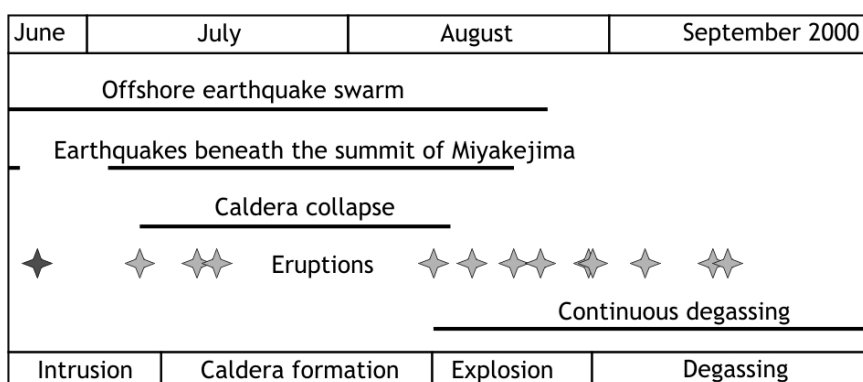 June July August September 2000
Offshore earthquake swarm
Earthquakes beneath the summit of Miyakejima
Caldera collapse
Eruptions
Continuous degassing
Intrusion Caldera formation Explosion Degassing